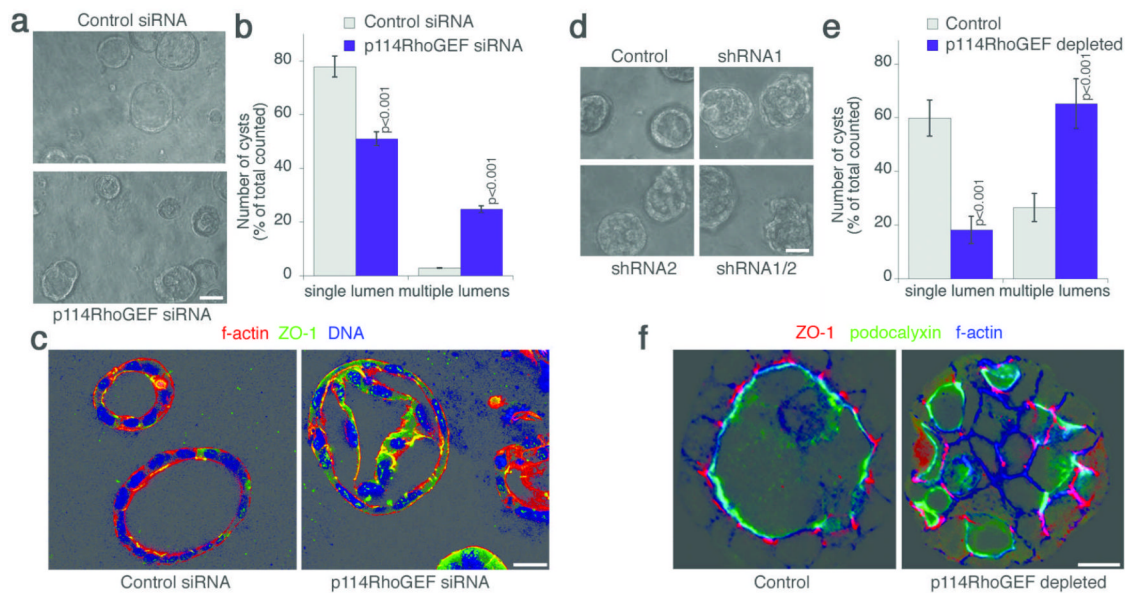 a
Control siRNA
p114RhoGEF siRNA
b
Control siRNA
p114RhoGEF siRNA
Number of cysts
(% of total counted)
80
60
40
20
0
p<0.001
p<0.001
single lumen multiple lumens
d
Control shRNA1
shRNA2 shRNA1/2
e
Control
p114RhoGEF depleted
Number of cysts
(% of total counted)
80
60
40
20
0
p<0.001
p<0.001
single lumen multiple lumens
c
f-actin ZO-1 DNA
Control siRNA p114RhoGEF siRNA
f
ZO-1 podocalyxin f-actin
Control p114RhoGEF depleted